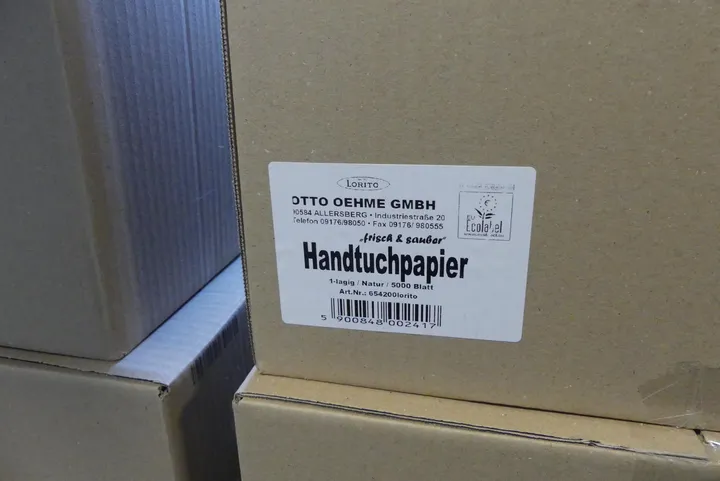 LORITO
OTTO OEHME GMBH
90584 ALLERSBERG • Industriestraße 20
Telefon 09176/98050 • Fax 09176/ 980555
Ecolabel
„frisch & sauber"
Handtuchpapier
1-lagig / Natur / 5000 Blatt
Art.Nr.: 654200lorito
5 900848 002417